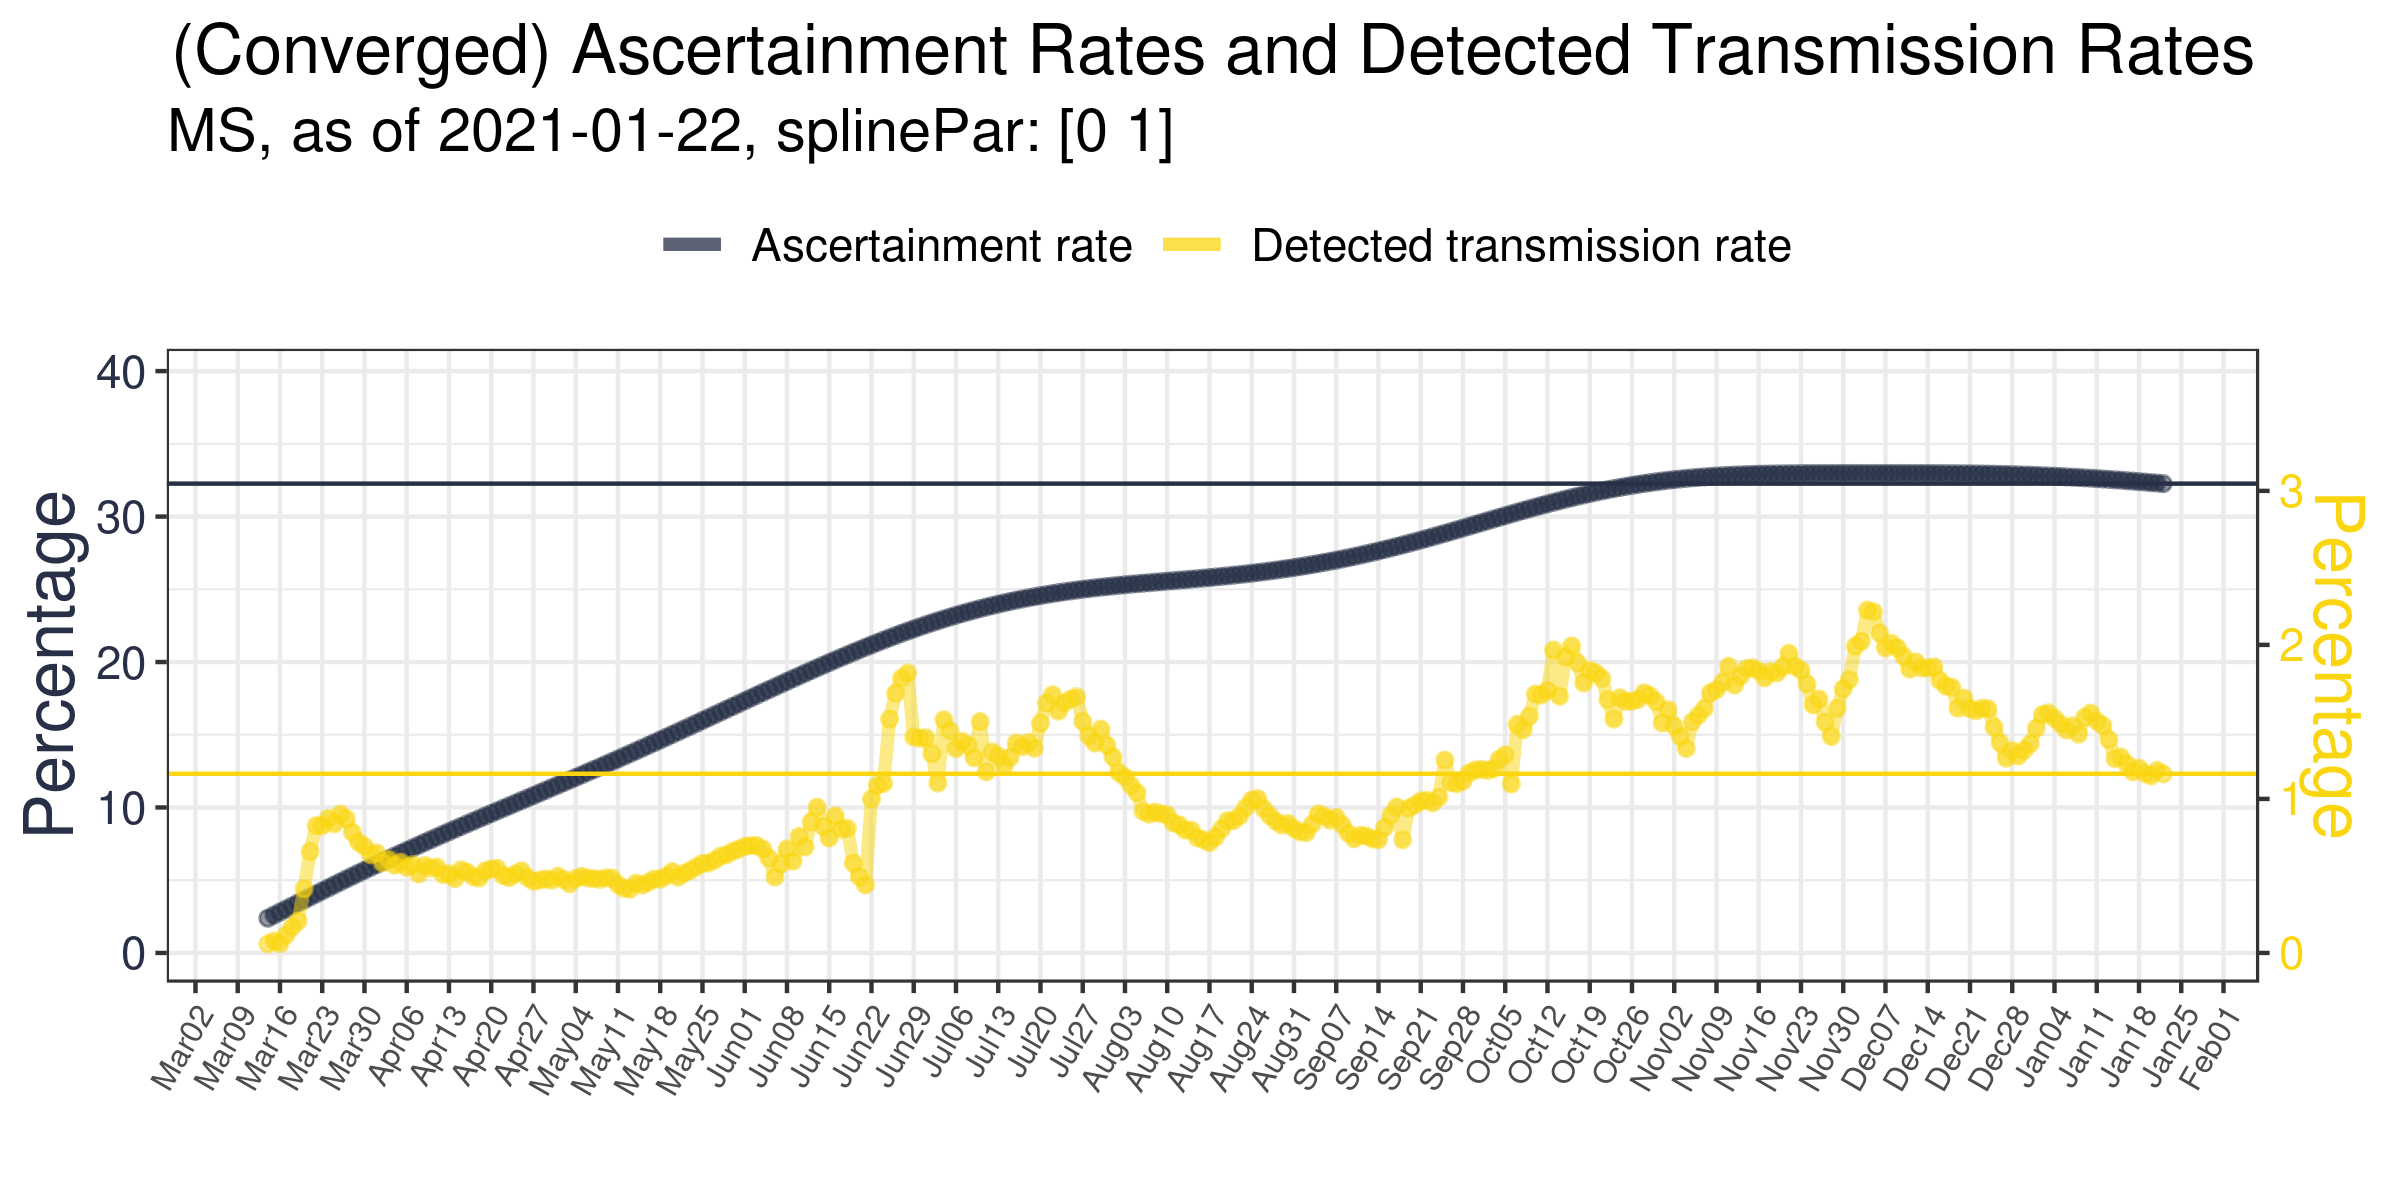 (Converged) Ascertainment Rates and Detected Transmission Rates
MS, as of 2021-01-22, splinePar: [0 1]
Ascertainment rate Detected transmission rate
Percentage
40
30
20
10
0
3
2
1
0
Percentage
Mar02 Mar09 Mar16 Mar23 Mar30 Apr06 Apr13 Apr20 Apr27 May04 May11 May18 May25 Jun01 Jun08 Jun15 Jun22 Jun29 Jul06 Jul13 Jul20 Jul27 Aug03 Aug10 Aug17 Aug24 Aug31 Sep07 Sep14 Sep21 Sep28 Oct05 Oct12 Oct19 Oct26 Nov02 Nov09 Nov16 Nov23 Nov30 Dec07 Dec14 Dec21 Dec28 Jan04 Jan11 Jan18 Jan25 Feb01